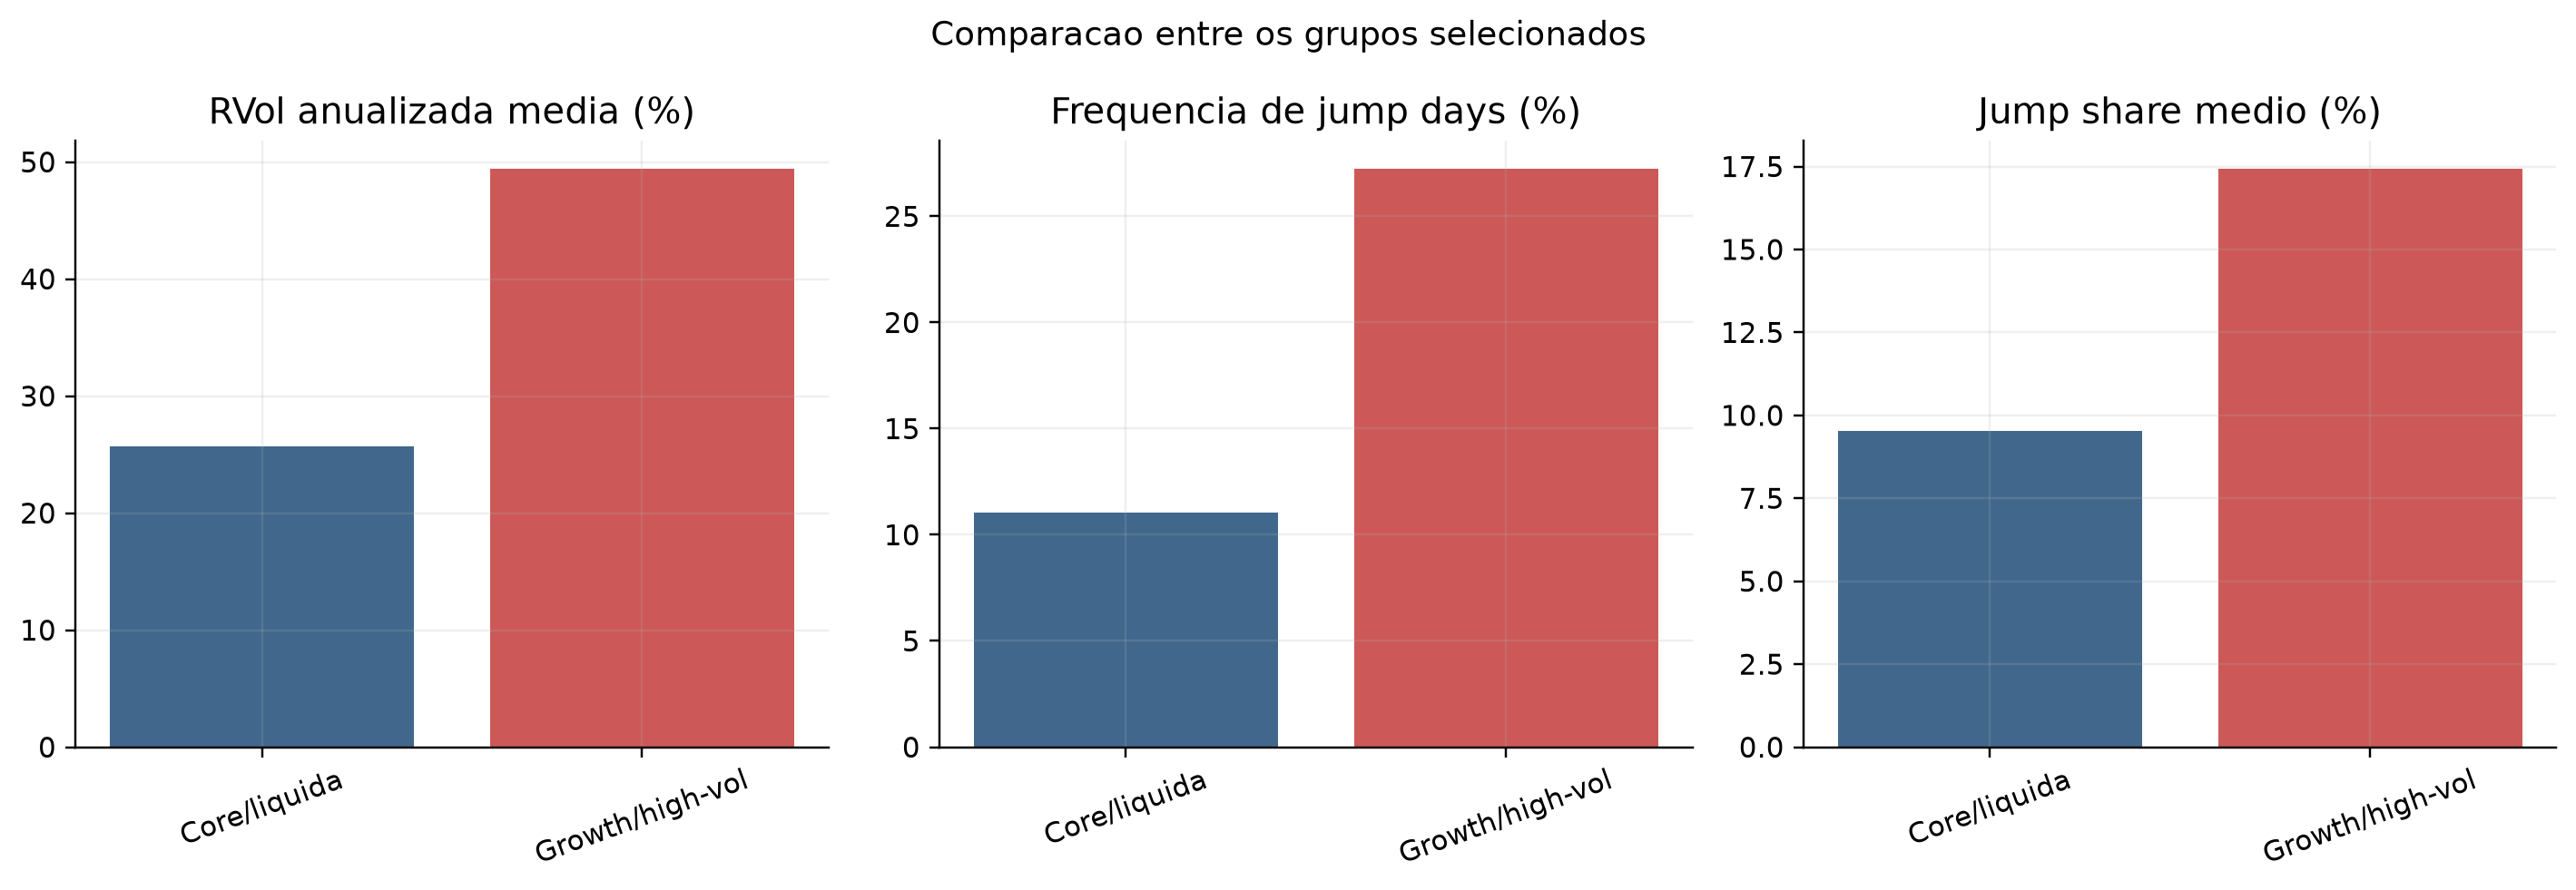 Comparacao entre os grupos selecionados
RVol anualizada media (%)
50
40
30
20
10
0
Core/liquida
Growth/high-vol
Frequencia de jump days (%)
25
20
15
10
5
0
Core/liquida
Growth/high-vol
Jump share medio (%)
17.5
15.0
12.5
10.0
7.5
5.0
2.5
0.0
Core/liquida
Growth/high-vol